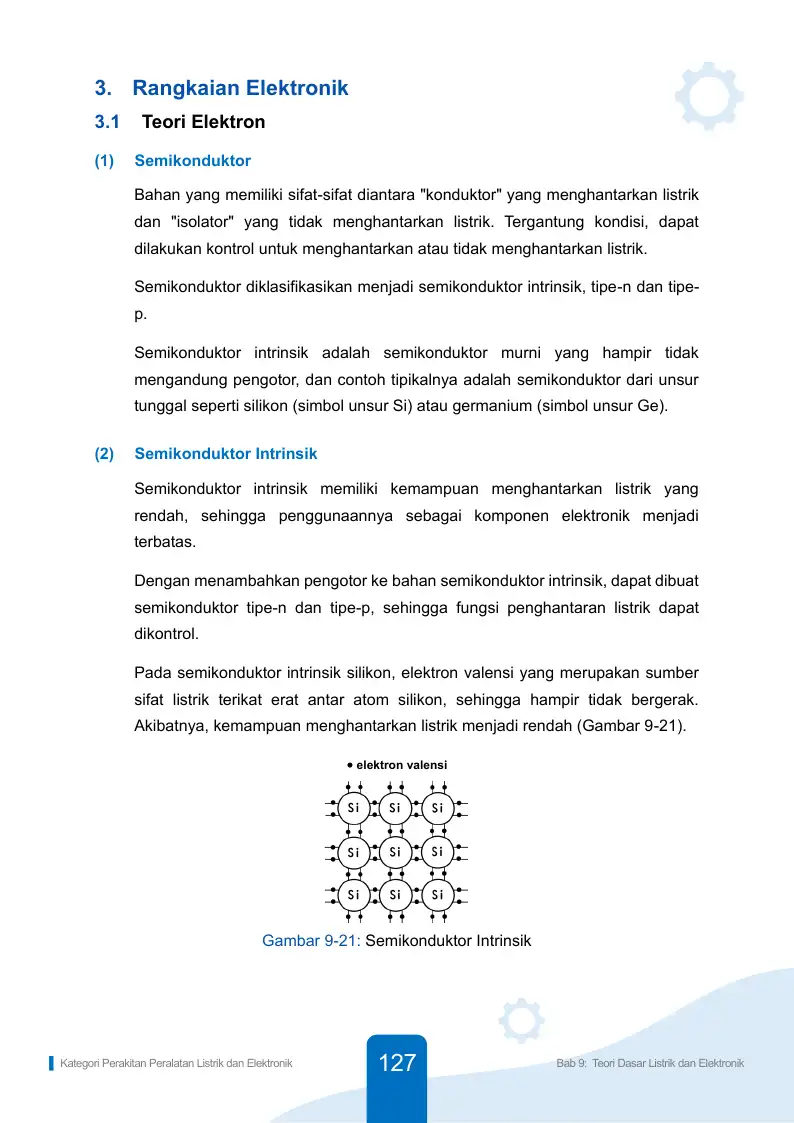 3. Rangkaian Elektronik
3.1 Teori Elektron
(1) Semikonduktor
Bahan yang memiliki sifat-sifat diantara "konduktor" yang menghantarkan listrik
dan "isolator" yang tidak menghantarkan listrik. Tergantung kondisi, dapat
dilakukan kontrol untuk menghantarkan atau tidak menghantarkan listrik.
Semikonduktor diklasifikasikan menjadi semikonduktor intrinsik, tipe-n dan tipe-
p.
Semikonduktor intrinsik adalah semikonduktor murni yang hampir tidak
mengandung pengotor, dan contoh tipikalnya adalah semikonduktor dari unsur
tunggal seperti silikon (simbol unsur Si) atau germanium (simbol unsur Ge).
(2) Semikonduktor Intrinsik
Semikonduktor intrinsik memiliki kemampuan menghantarkan listrik yang
rendah, sehingga penggunaannya sebagai komponen elektronik menjadi
terbatas.
Dengan menambahkan pengotor ke bahan semikonduktor intrinsik, dapat dibuat
semikonduktor tipe-n dan tipe-p, sehingga fungsi penghantaran listrik dapat
dikontrol.
Pada semikonduktor intrinsik silikon, elektron valensi yang merupakan sumber
sifat listrik terikat erat antar atom silikon, sehingga hampir tidak bergerak.
Akibatnya, kemampuan menghantarkan listrik menjadi rendah (Gambar 9-21).
● elektron valensi
Si Si Si
Si Si Si
Si Si Si
Gambar 9-21: Semikonduktor Intrinsik
Kategori Perakitan Peralatan Listrik dan Elektronik
127
Bab 9: Teori Dasar Listrik dan Elektronik